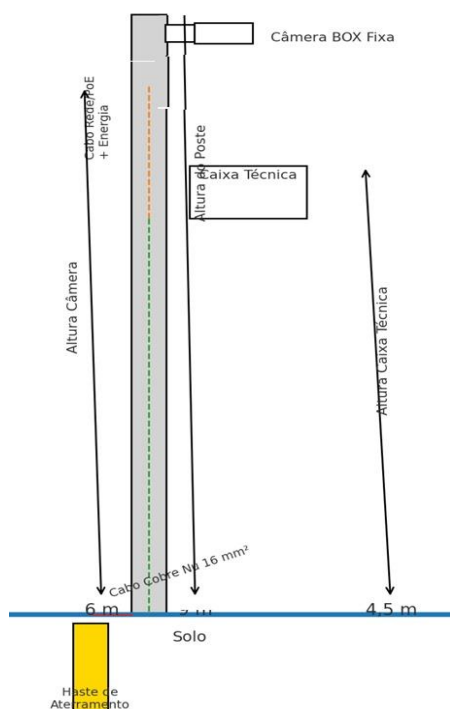 Câmera BOX Fixa
Cabo Rede/PoE
+ Energia
Altura do Poste
Caixa Técnica
Altura Câmera
Altura Caixa Técnica
Cabo Cobre Nu 16 mm²
6 m
4,5 m
Solo
Haste de
Aterramento